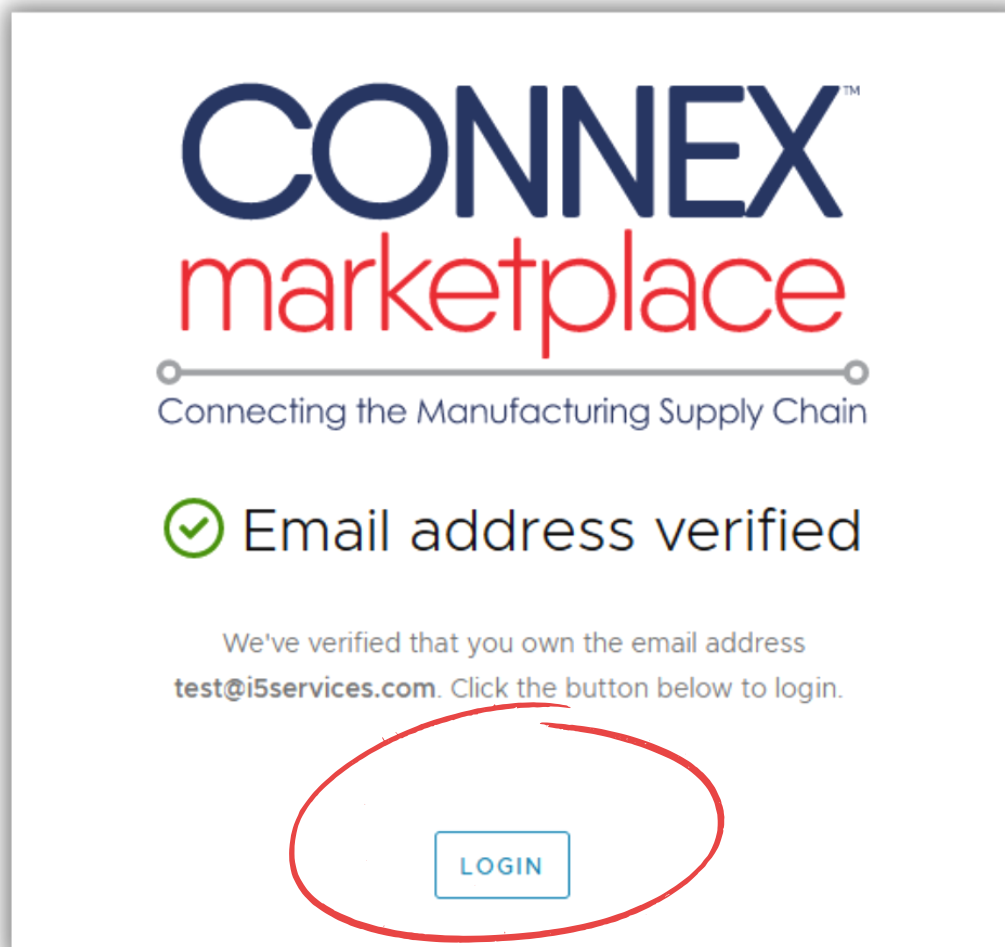 CONNEX™
marketplace
Connecting the Manufacturing Supply Chain
Email address verified
We've verified that you own the email address
test@i5services.com. Click the button below to login.
LOGIN